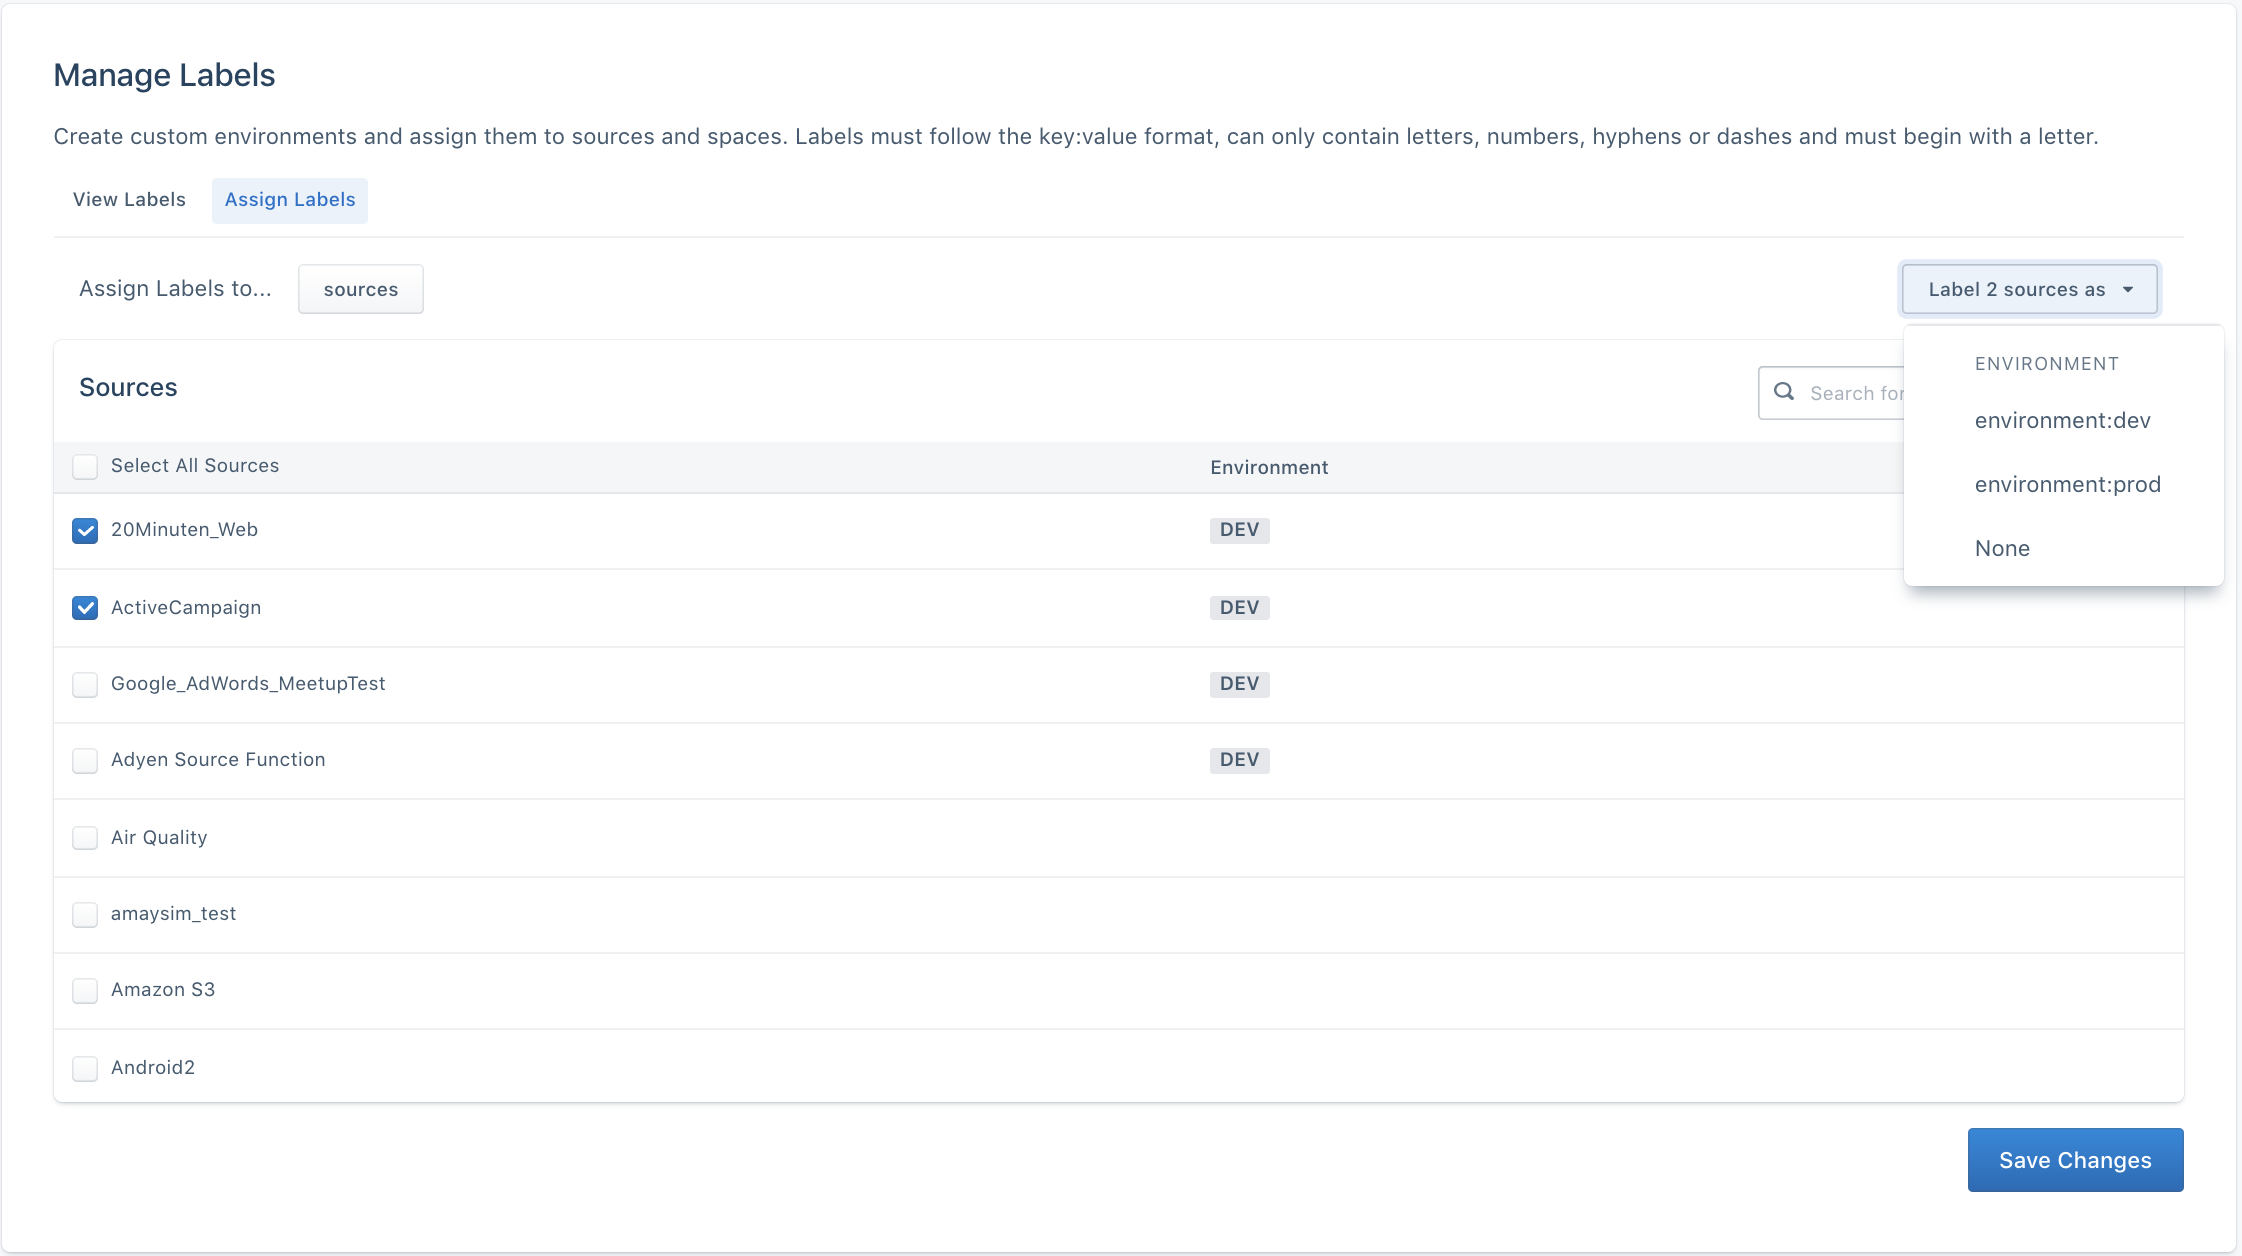 Manage Labels
Create custom environments and assign them to sources and spaces. Labels must follow the key:value format, can only contain letters, numbers, hyphens or dashes and must begin with a letter.
View Labels Assign Labels
Assign Labels to... sources Label 2 sources as
ENVIRONMENT
environment:dev
environment:prod
None
Sources
Search for
Select All Sources Environment
20Minuten_Web DEV
ActiveCampaign DEV
Google_AdWords_MeetupTest DEV
Adyen Source Function DEV
Air Quality
amaysim_test
Amazon S3
Android2
Save Changes